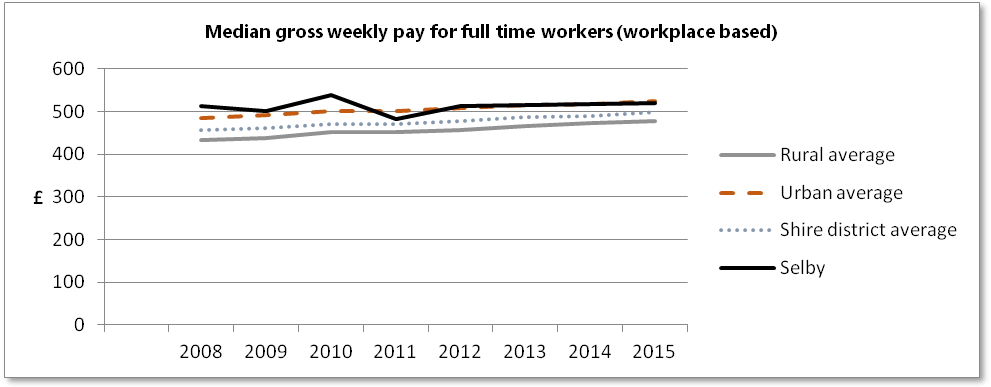 Median gross weekly pay for full time workers (workplace based)
600
500
400
300
200
100
0
£
2008 2009 2010 2011 2012 2013 2014 2015
Rural average
Urban average
Shire district average
Selby